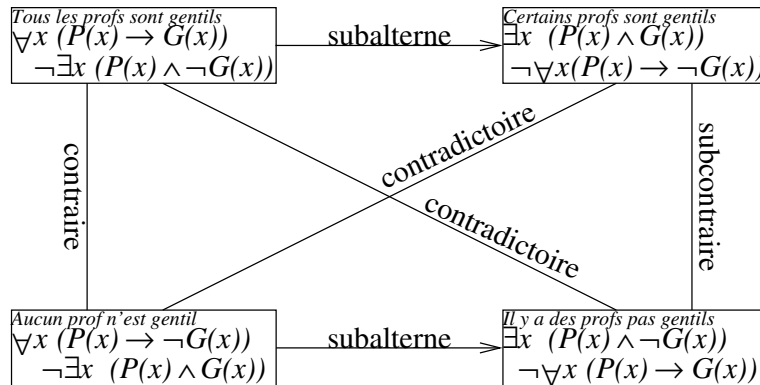 Tous les profs sont gentils
∀x (P(x) → G(x))
¬∃x (P(x) ∧ ¬G(x))
subalterne
Certains profs sont gentils
∃x (P(x) ∧ G(x))
¬∀x(P(x) → ¬G(x))
contraire
contradictoire
contradictoire
subcontraire
Aucun prof n'est gentil
∀x (P(x) → ¬G(x))
¬∃x (P(x) ∧ G(x))
subalterne
Il y a des profs pas gentils
∃x (P(x) ∧ ¬G(x))
¬∀x (P(x) → G(x))